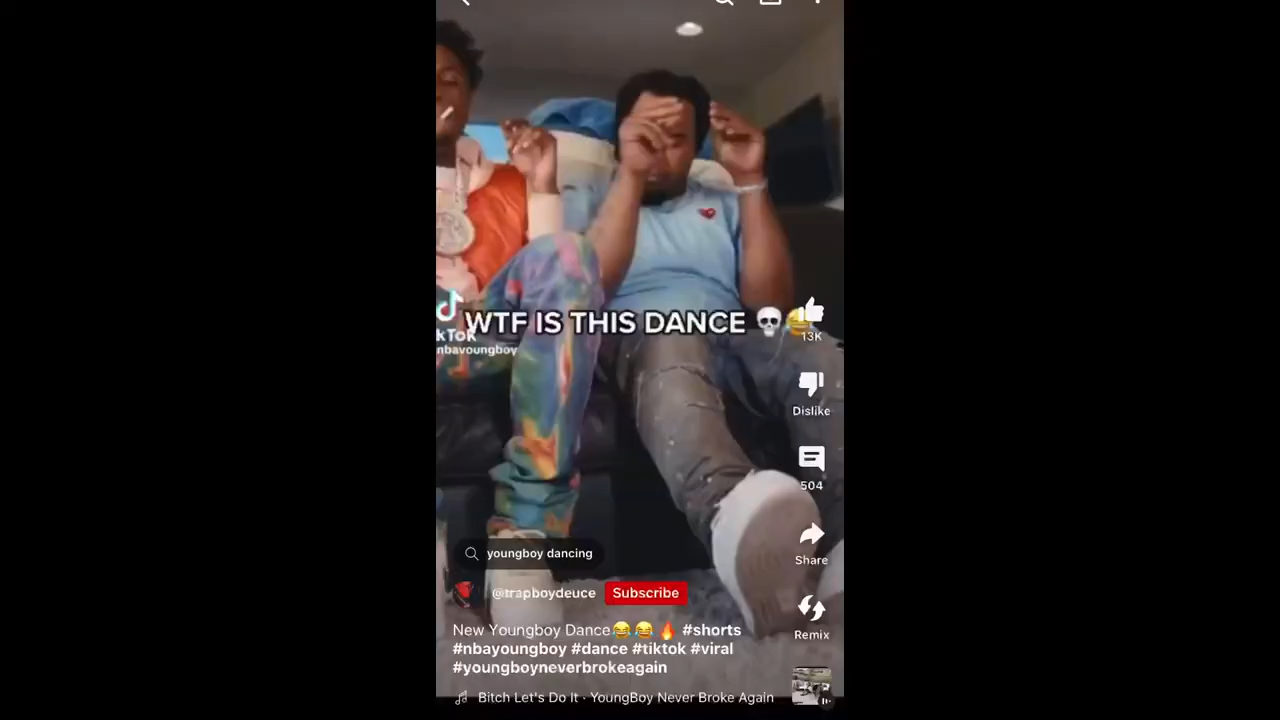 WTF IS THIS DANCE 💀😂
13K
kTok
nbavoungboy
Dislike
504
youngboy dancing
Share
@trapboydeuce
Subscribe
New Youngboy Dance😂😂🔥 #shorts
#nbayoungboy #dance #tiktok #viral
#youngboyneverbrokeagain
Remix
Bitch Let's Do It · YoungBoy Never Broke Again